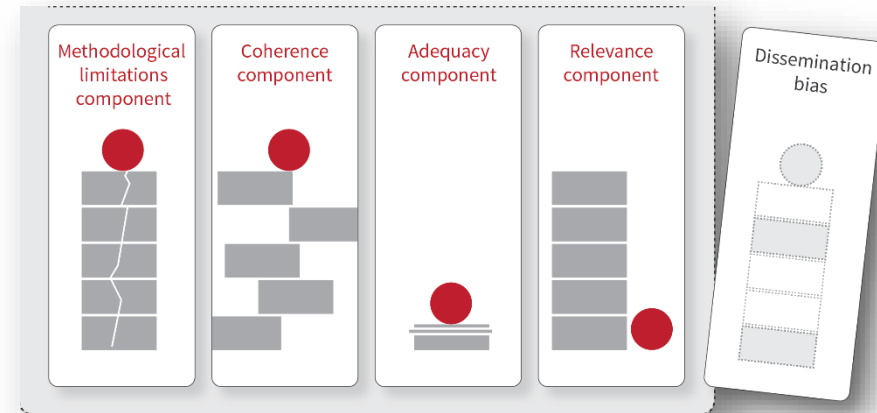 Methodological
limitations
component
Coherence
component
Adequacy
component
Relevance
component
Dissemination
bias